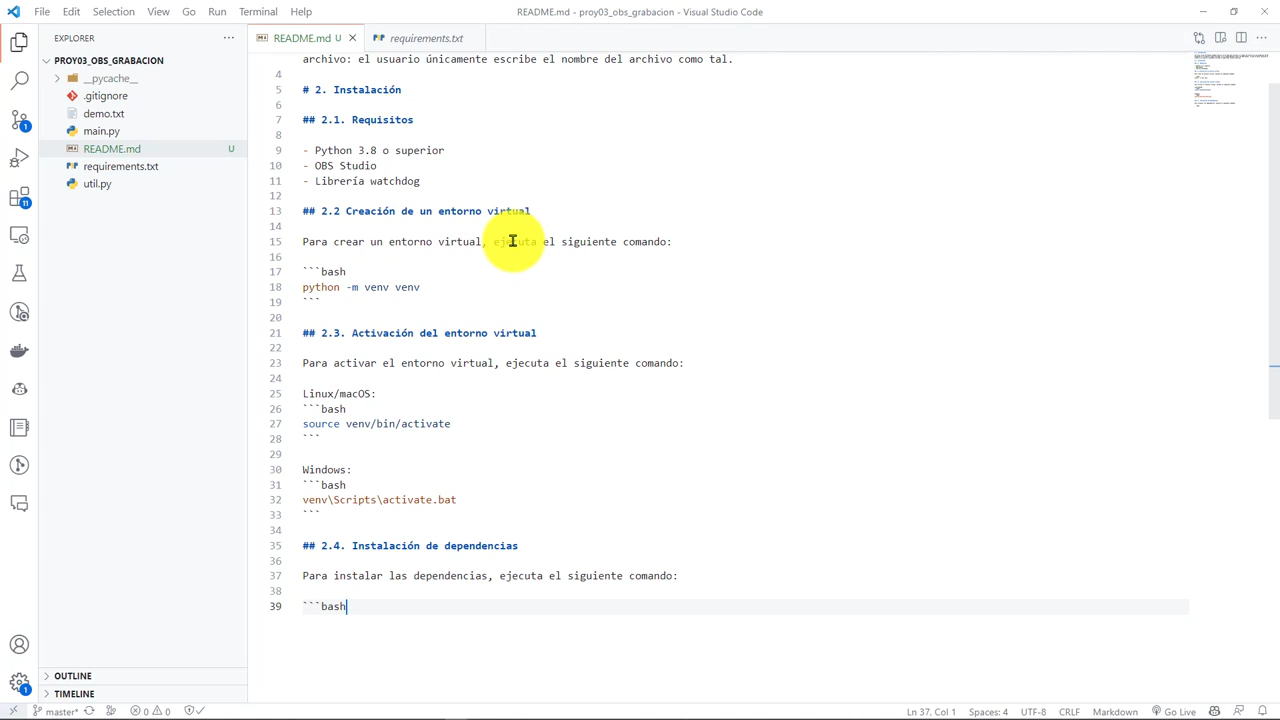 File Edit Selection View Go Run Terminal Help
README.md - proy03_obs_grabacion - Visual Studio Code
EXPLORER
PROY03_OBS_GRABACION
__pycache__
.gitignore
demo.txt
main.py
README.md U
requirements.txt
util.py
OUTLINE
TIMELINE
README.md U
requirements.txt
archivo: el usuario únicamente
nombre del archivo como tal.
4
5 # 2. Instalación
6
7 ## 2.1. Requisitos
8
9 - Python 3.8 o superior
10 - OBS Studio
11 - Librería watchdog
12
13 ## 2.2 Creación de un entorno virtual
14
15 Para crear un entorno virtual, ejecuta el siguiente comando:
16
17 ```bash
18 python -m venv venv
19 ```
20
21 ## 2.3. Activación del entorno virtual
22
23 Para activar el entorno virtual, ejecuta el siguiente comando:
24
25 Linux/macOS:
26 ```bash
27 source venv/bin/activate
28 ```
29
30 Windows:
31 ```bash
32 venv\Scripts\activate.bat
33 ```
34
35 ## 2.4. Instalación de dependencias
36
37 Para instalar las dependencias, ejecuta el siguiente comando:
38
39 ```bash
1
11
1
master* 0 0
Ln 37, Col 1 Spaces: 4 UTF-8 CRLF Markdown Go Live